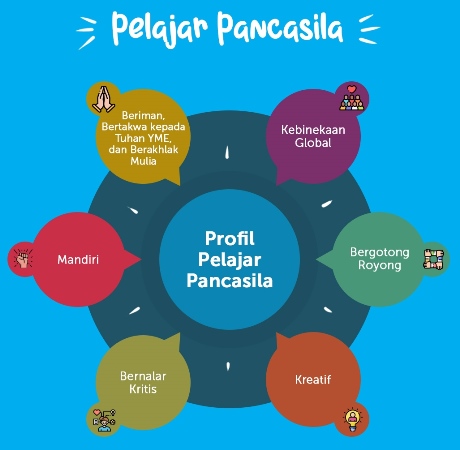 Pelajar Pancasila
Beriman,
Bertakwa kepada
Tuhan YME,
dan Berakhlak
Mulia
Kebinekaan
Global
Mandiri
Profil
Pelajar
Pancasila
Bergotong
Royong
Bernalar
Kritis
Kreatif